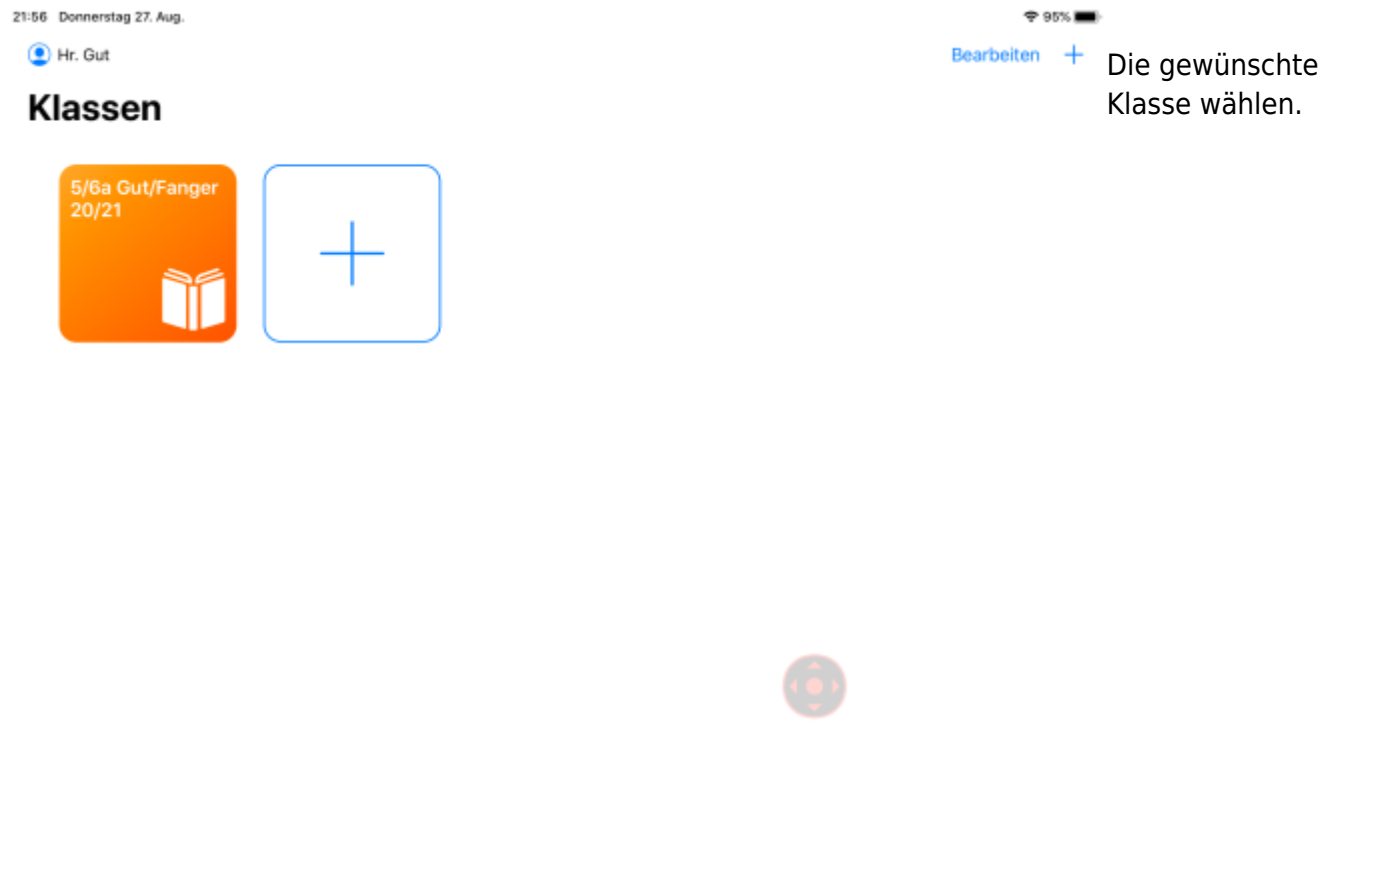 21:56 Donnerstag 27. Aug.
95%
Hr. Gut
Bearbeiten
Die gewünschte
Klasse wählen.
Klassen
5/6a Gut/Fanger
20/21